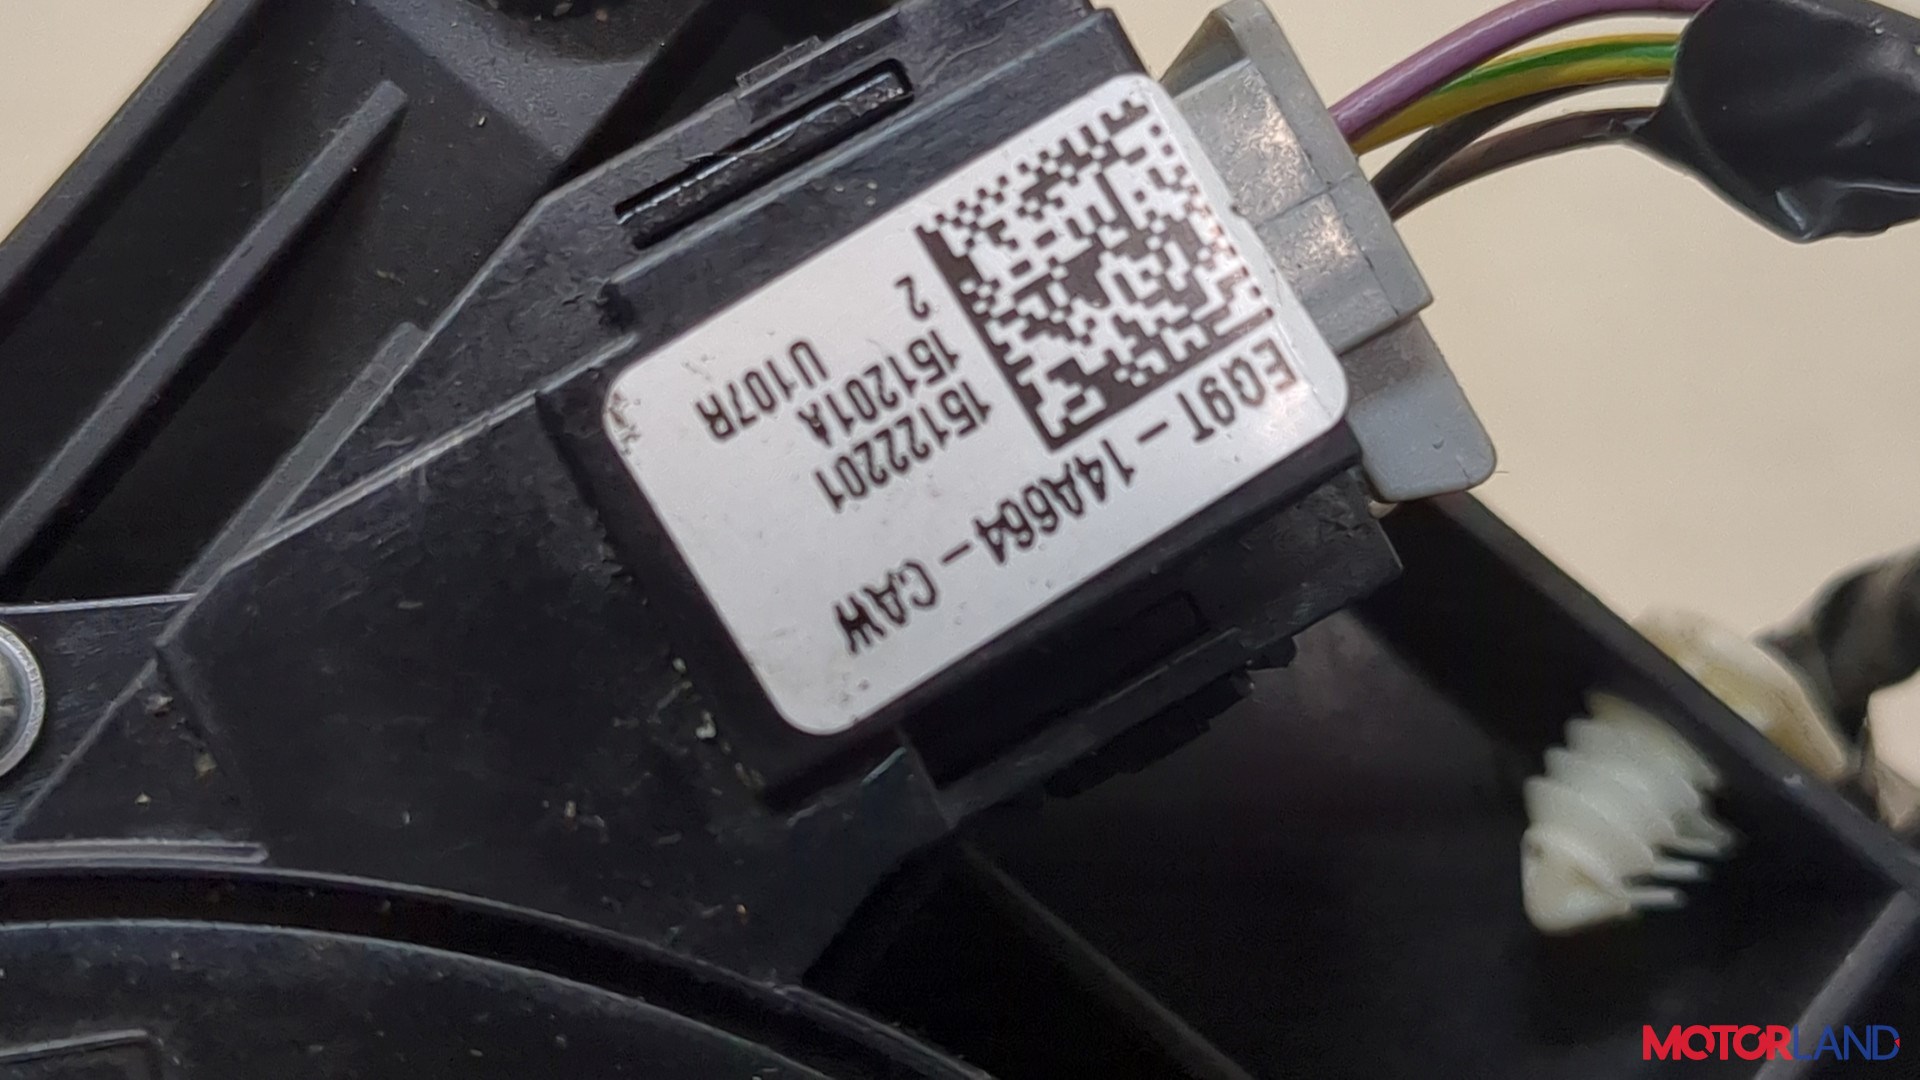 EG9T-14A664-CAW
15122201
151201A
2 U107R
MOTORLAND